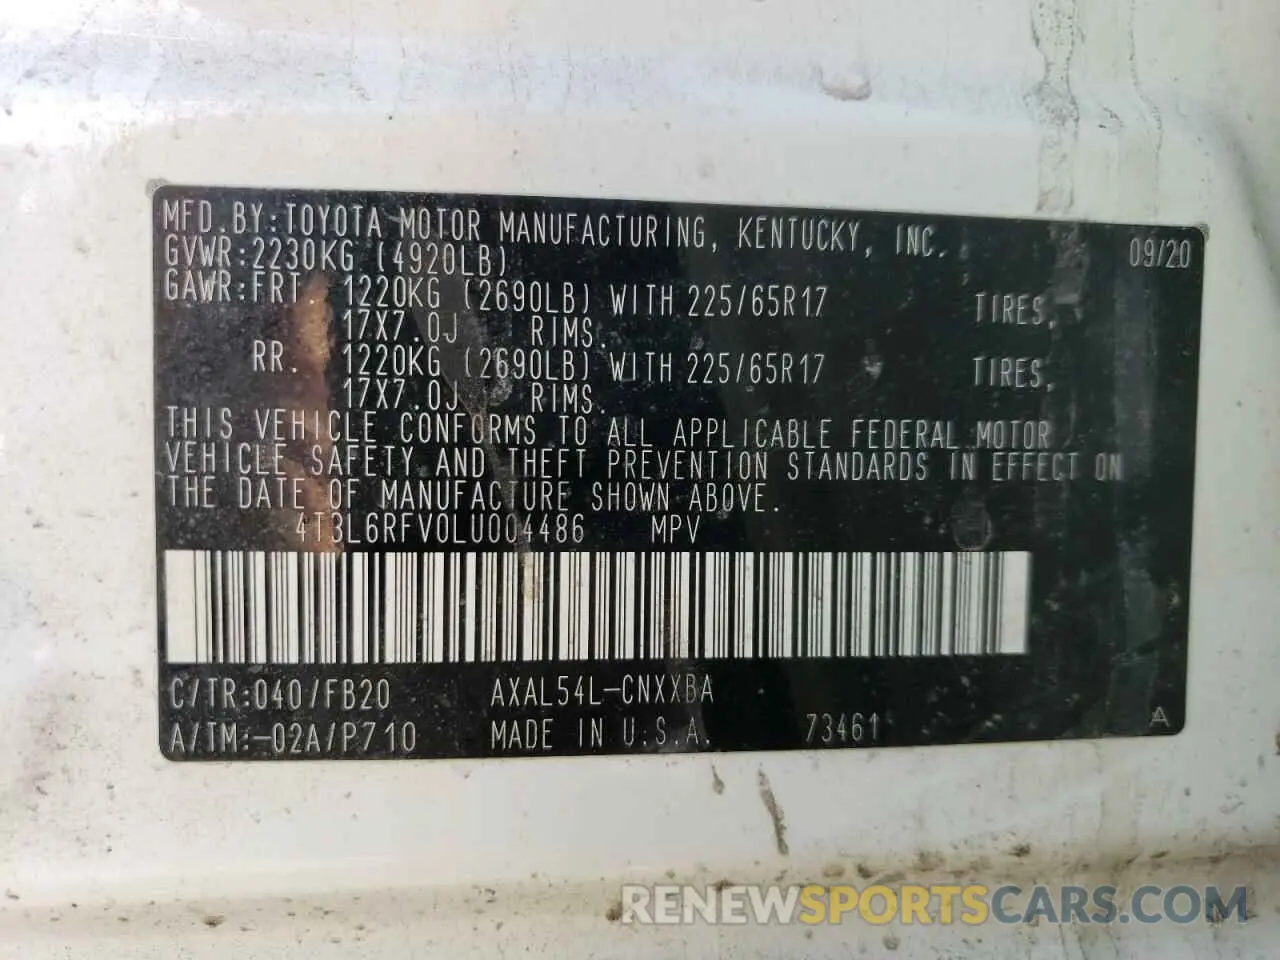 MFD.BY:TOYOTA MOTOR MANUFACTURING, KENTUCKY, INC. 09/20
GVWR:2230KG (4920LB)
GAWR:FRT. 1220KG (2690LB) WITH 225/65R17 TIRES,
17X7.0J RIMS.
RR. 1220KG (2690LB) WITH 225/65R17 TIRES,
17X7.0J RIMS.
THIS VEHICLE CONFORMS TO ALL APPLICABLE FEDERAL MOTOR
VEHICLE SAFETY AND THEFT PREVENTION STANDARDS IN EFFECT ON
THE DATE OF MANUFACTURE SHOWN ABOVE.
4T3L6RFV0LU004486 MPV
C/TR:040/FB20 AXAL54L-CNXXBA
A/TM:-02A/P710 MADE IN U.S.A. 73461
RENEWSPORTSCARS.COM